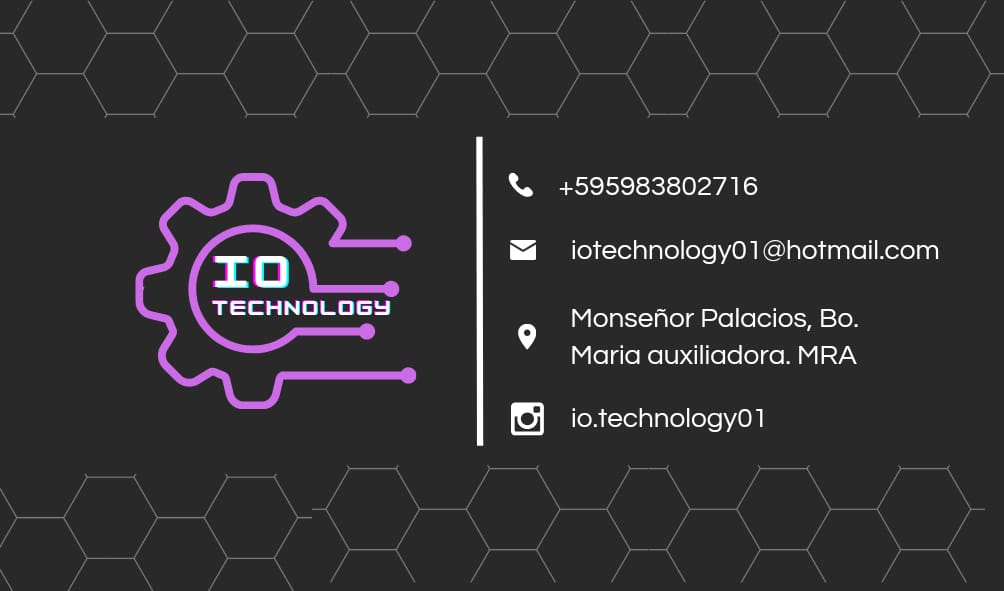 IO
TECHNOLOGY
+595983802716
iotechnology01@hotmail.com
Monseñor Palacios, Bo.
Maria auxiliadora. MRA
io.technology01